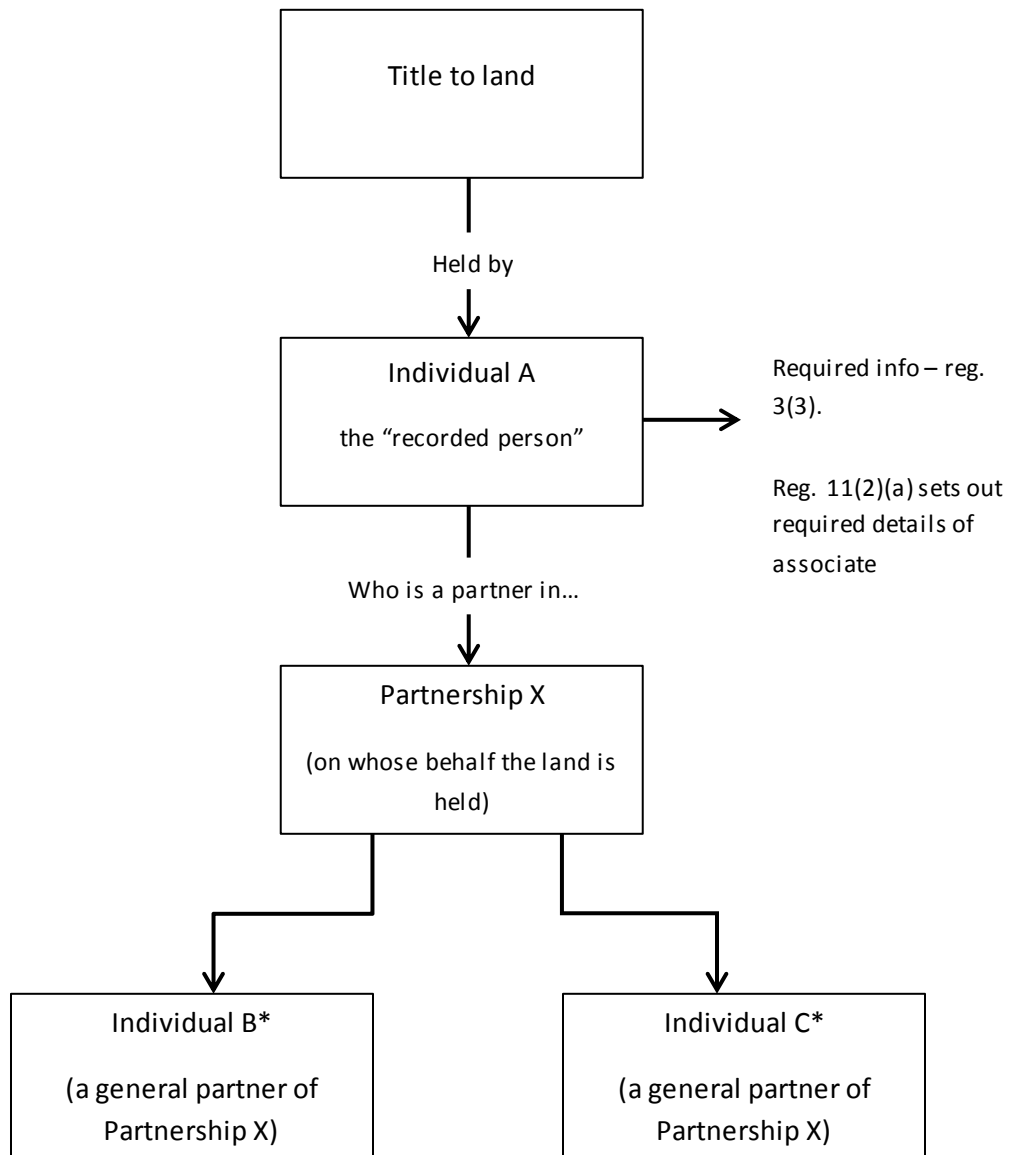 Title to land
Held by
Individual A
the “recorded person”
Required info – reg.
3(3).
Reg. 11(2)(a) sets out
required details of
associate
Who is a partner in...
Partnership X
(on whose behalf the land is
held)
Individual B*
(a general partner of
Partnership X)
Individual C*
(a general partner of
Partnership X)